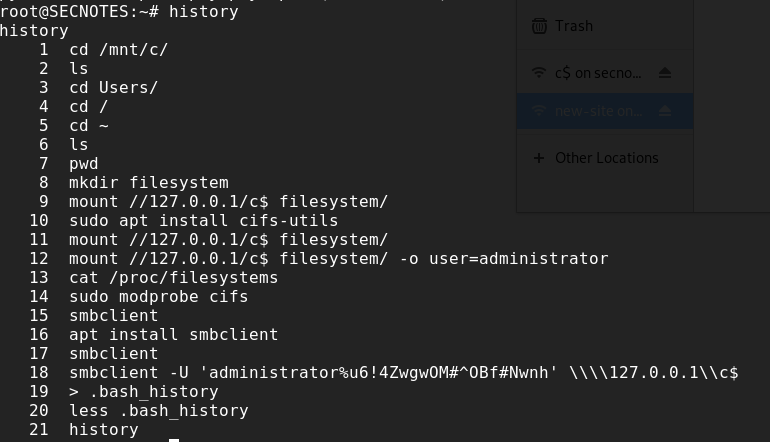 root@SECNOTES:~# history
history
1 cd /mnt/c/
2 ls
3 cd Users/
4 cd /
5 cd ~
6 ls
7 pwd
8 mkdir filesystem
9 mount //127.0.0.1/c$ filesystem/
10 sudo apt install cifs-utils
11 mount //127.0.0.1/c$ filesystem/
12 mount //127.0.0.1/c$ filesystem/ -o user=administrator
13 cat /proc/filesystems
14 sudo modprobe cifs
15 smbclient
16 apt install smbclient
17 smbclient
18 smbclient -U 'administrator%u6!4ZwgwOM#^OBf#Nwnh' \\\\127.0.0.1\\c$
19 > .bash_history
20 less .bash_history
21 history
Trash
c$ on secno...
new-site on...
+ Other Locations